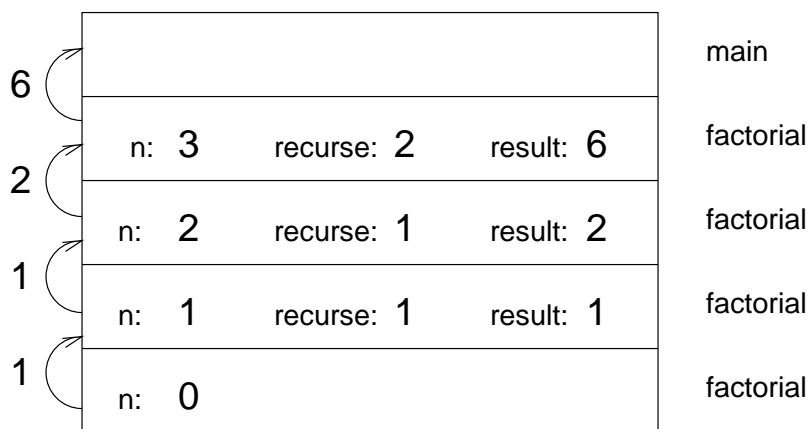 main
6
n: 3 recurse: 2 result: 6 factorial
2
n: 2 recurse: 1 result: 2 factorial
1
n: 1 recurse: 1 result: 1 factorial
1
n: 0 factorial